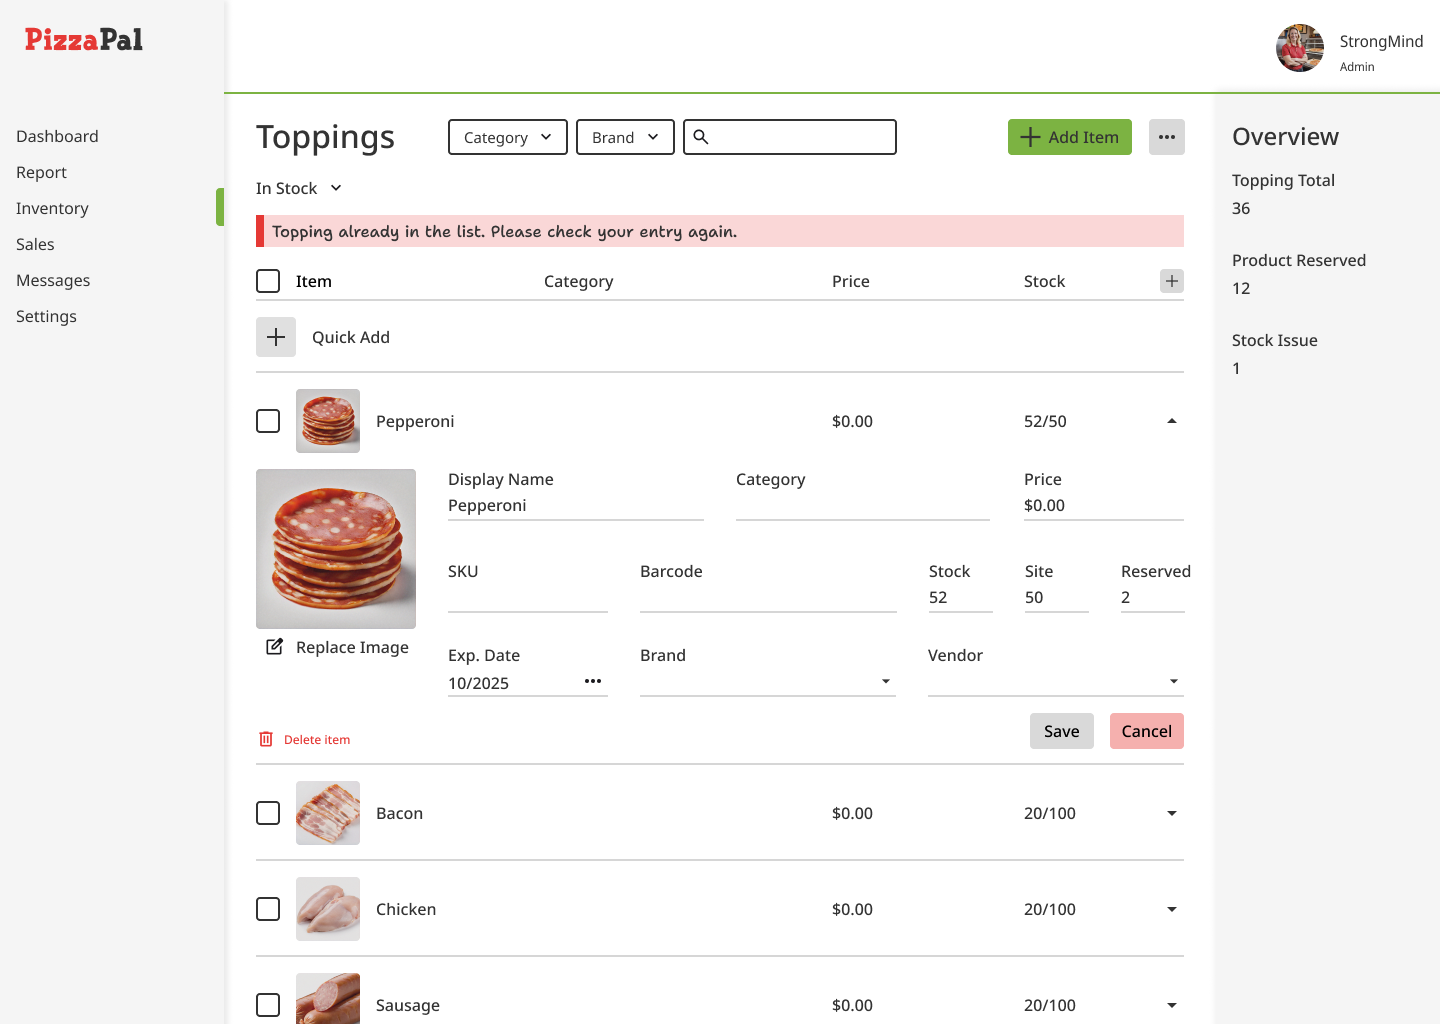 PizzaPal
StrongMind
Admin
Dashboard
Report
Inventory
Sales
Messages
Settings
Toppings
Category
Brand
Add Item
In Stock
Topping already in the list. Please check your entry again.
Item Category Price Stock
Quick Add
Pepperoni $0.00 52/50
Display Name Category Price
Pepperoni $0.00
SKU Barcode Stock Site Reserved
52 50 2
Replace Image
Exp. Date Brand Vendor
10/2025
Delete item
Save
Cancel
Bacon $0.00 20/100
Chicken $0.00 20/100
Sausage $0.00 20/100
Overview
Topping Total
36
Product Reserved
12
Stock Issue
1